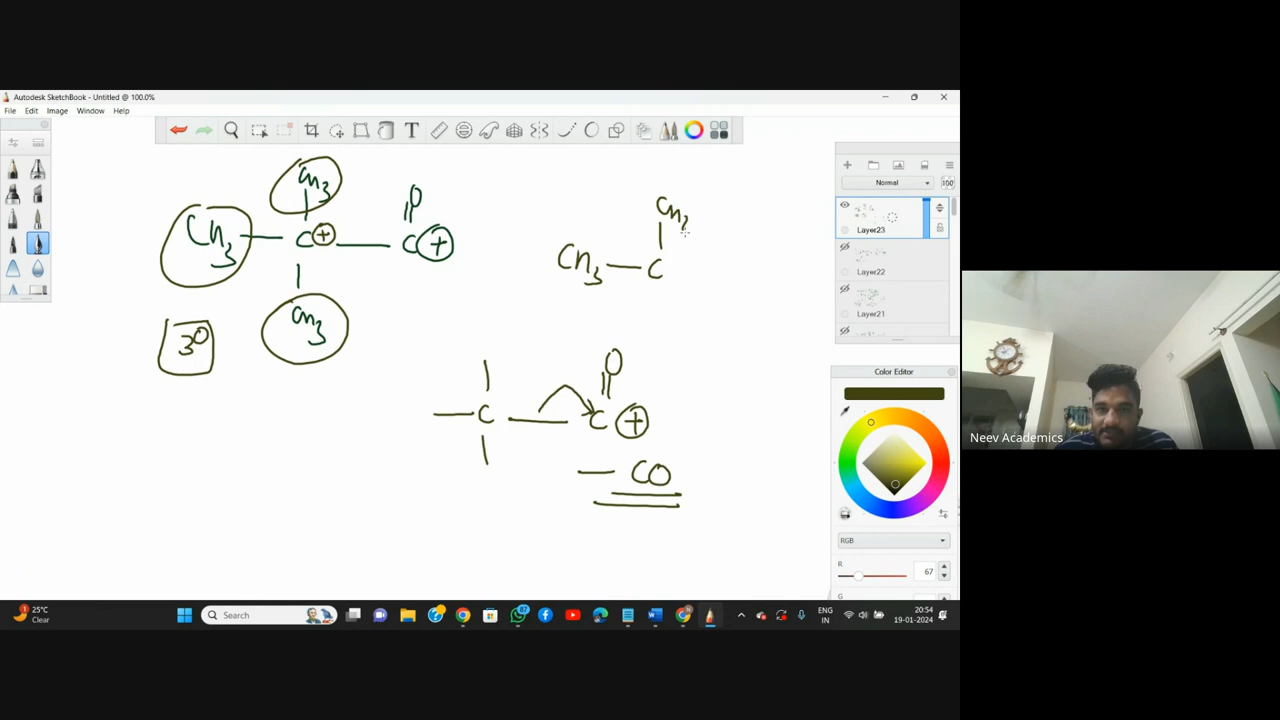 Autodesk SketchBook - Untitled @ 100.0%
File Edit Image Window Help
T
CH3
O
CH3 — C + — C +
CH3
3°
CH3
CH3 — C
O
— C — C +
— CO
Normal 100
Layer23
Layer22
Layer21
Color Editor
RGB
R
67
G
Neev Academics
1
25°C
Clear
Search
87
ENG
IN
20:54
19-01-2024